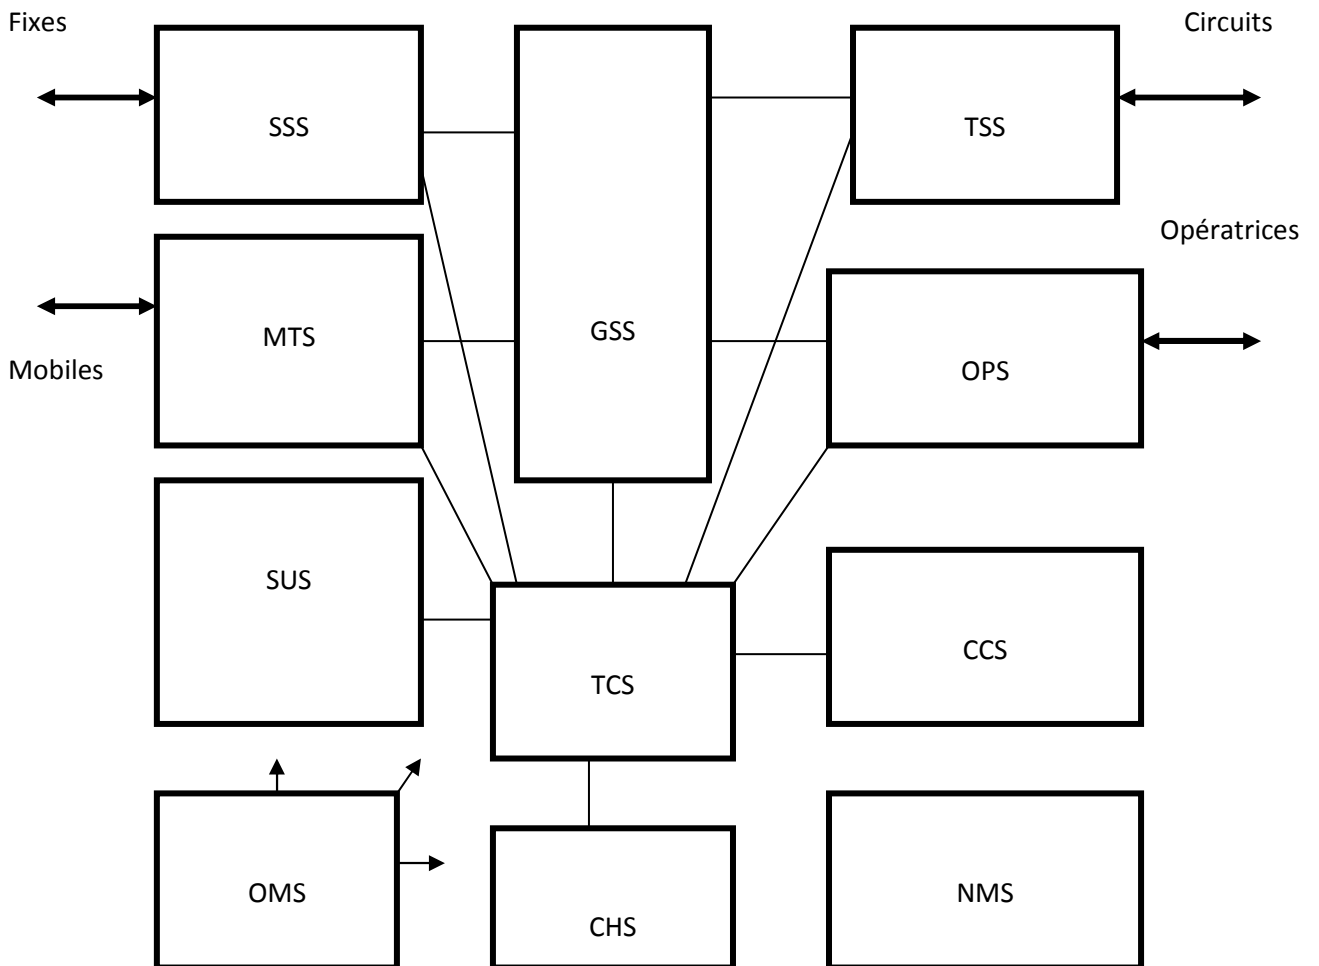 Fixes
Circuits
SSS
TSS
Opératrices
MTS
GSS
Mobiles
OPS
SUS
CCS
TCS
OMS
NMS
CHS